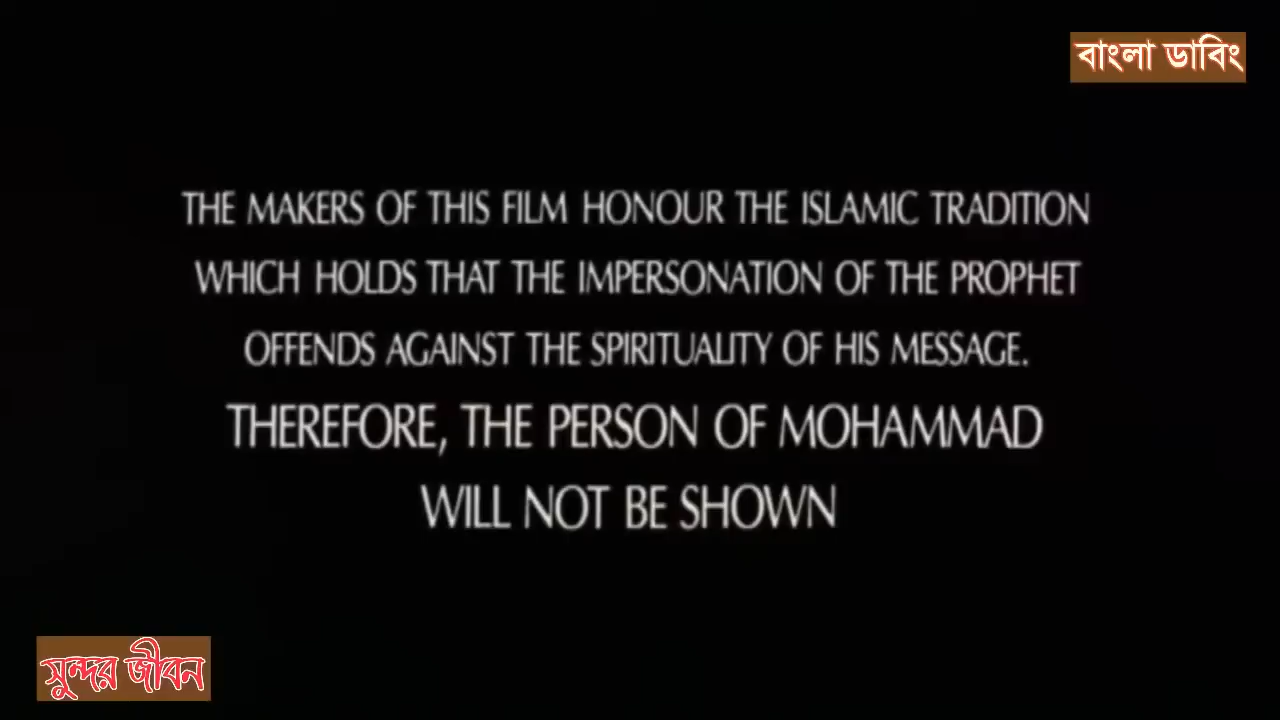 বাংলা ডাবিং
THE MAKERS OF THIS FILM HONOUR THE ISLAMIC TRADITION
WHICH HOLDS THAT THE IMPERSONATION OF THE PROPHET
OFFENDS AGAINST THE SPIRITUALITY OF HIS MESSAGE.
THEREFORE, THE PERSON OF MOHAMMAD
WILL NOT BE SHOWN
সুন্দর জীবন